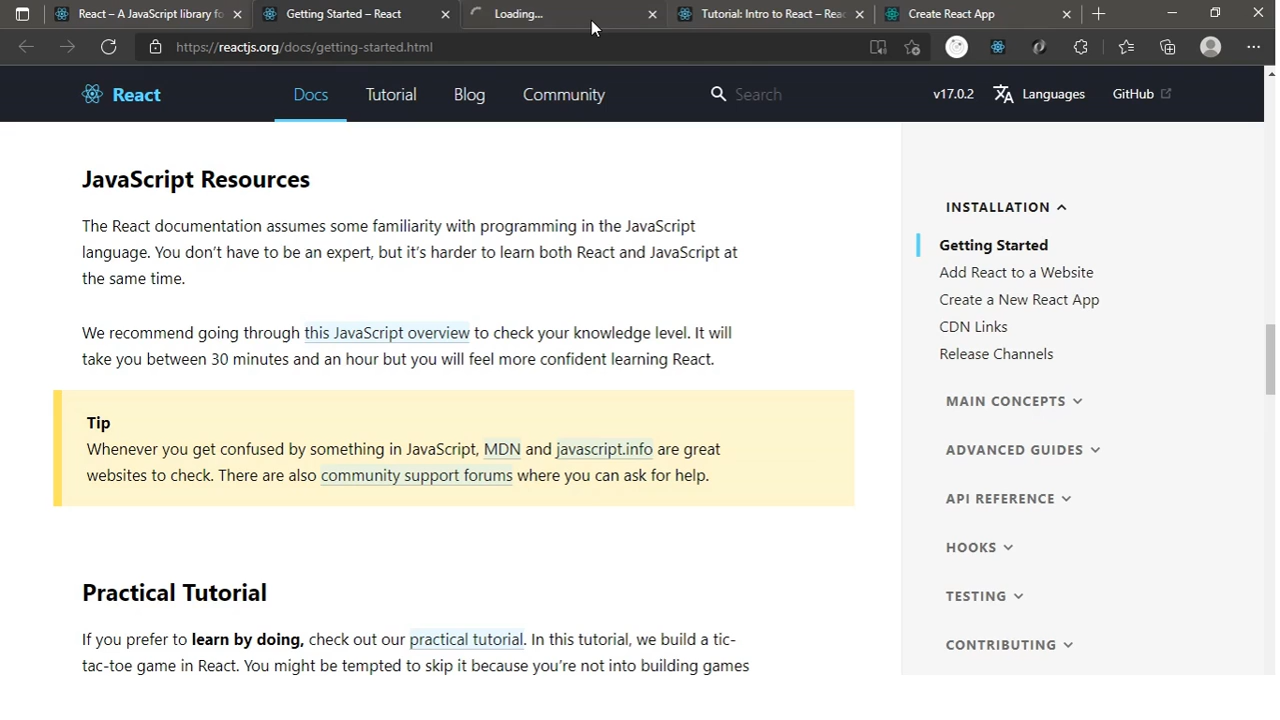 React – A JavaScript library fo
Getting Started – React
Loading...
Tutorial: Intro to React – Reac
Create React App
https://reactjs.org/docs/getting-started.html
React
Docs
Tutorial
Blog
Community
Search
v17.0.2
Languages
GitHub
JavaScript Resources
The React documentation assumes some familiarity with programming in the JavaScript
language. You don’t have to be an expert, but it’s harder to learn both React and JavaScript at
the same time.
We recommend going through this JavaScript overview to check your knowledge level. It will
take you between 30 minutes and an hour but you will feel more confident learning React.
Tip
Whenever you get confused by something in JavaScript, MDN and javascript.info are great
websites to check. There are also community support forums where you can ask for help.
Practical Tutorial
If you prefer to learn by doing, check out our practical tutorial. In this tutorial, we build a tic-
tac-toe game in React. You might be tempted to skip it because you’re not into building games
INSTALLATION
Getting Started
Add React to a Website
Create a New React App
CDN Links
Release Channels
MAIN CONCEPTS
ADVANCED GUIDES
API REFERENCE
HOOKS
TESTING
CONTRIBUTING